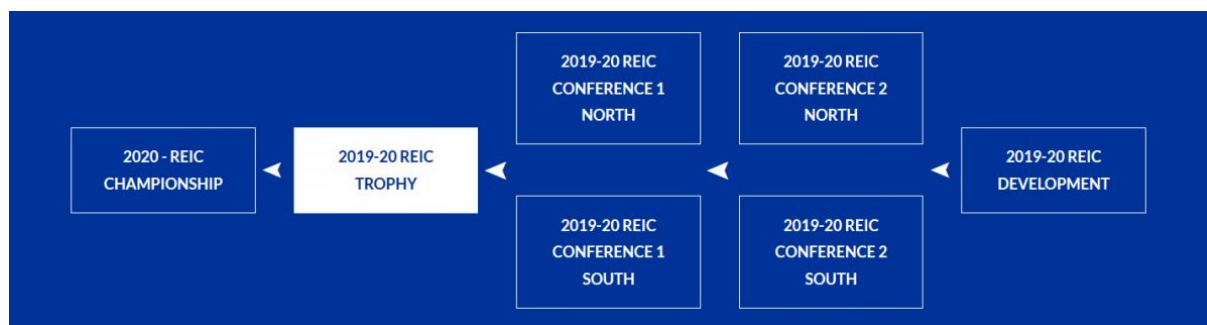 2020 - REIC
CHAMPIONSHIP
2019-20 REIC
TROPHY
2019-20 REIC
CONFERENCE 1
NORTH
2019-20 REIC
CONFERENCE 1
SOUTH
2019-20 REIC
CONFERENCE 2
NORTH
2019-20 REIC
CONFERENCE 2
SOUTH
2019-20 REIC
DEVELOPMENT